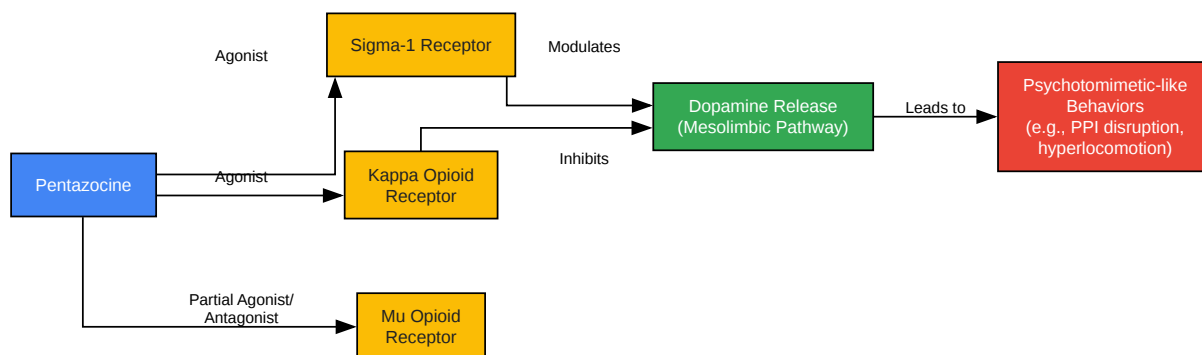 Agonist
Sigma-1 Receptor
Modulates
Dopamine Release
(Mesolimbic Pathway)
Leads to
Psychotomimetic-like
Behaviors
(e.g., PPI disruption,
hyperlocomotion)
Pentazocine
Agonist
Kappa Opioid
Receptor
Inhibits
Partial Agonist/
Antagonist
Mu Opioid
Receptor